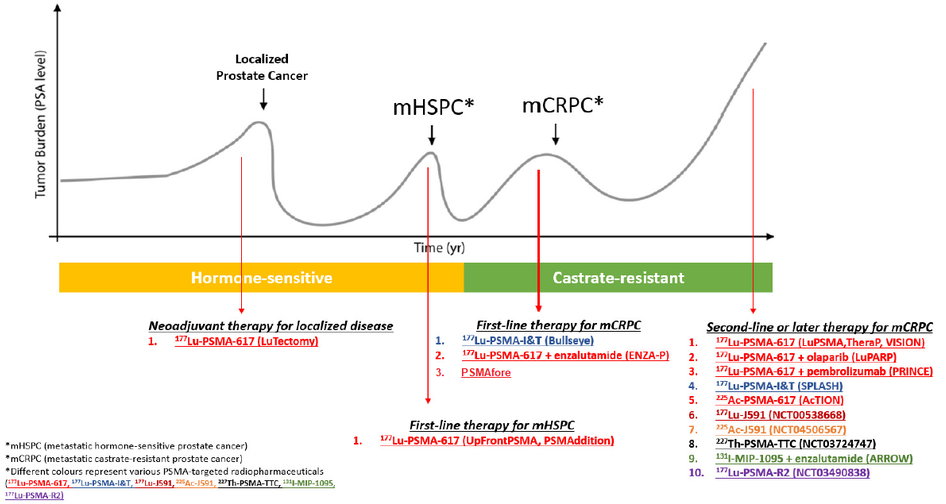 Localized
Prostate Cancer
mHSPC*
mCRPC*
Tumor Burden (PSA level)
Time (yr)
Hormone-sensitive
Castrate-resistant
Neoadjuvant therapy for localized disease
1. ¹⁷⁷Lu-PSMA-617 (LuTectomy)
First-line therapy for mCRPC
1. ¹⁷⁷Lu-PSMA-I&T (Bullseye)
2. ¹⁷⁷Lu-PSMA-617 + enzalutamide (ENZA-P)
3. PSMAfore
First-line therapy for mHSPC
1. ¹⁷⁷Lu-PSMA-617 (UpFrontPSMA, PSMAddition)
Second-line or later therapy for mCRPC
1. ¹⁷⁷Lu-PSMA-617 (LuPSMA,TheraP, VISION)
2. ¹⁷⁷Lu-PSMA-617 + olaparib (LuPARP)
3. ¹⁷⁷Lu-PSMA-617 + pembrolizumab (PRINCE)
4. ¹⁷⁷Lu-PSMA-I&T (SPLASH)
5. ²²⁵Ac-PSMA-617 (AcTION)
6. ¹⁷⁷Lu-J591 (NCT00538668)
7. ²²⁵Ac-J591 (NCT04506567)
8. ²²⁷Th-PSMA-TTC (NCT03724747)
9. ¹³¹I-MIP-1095 + enzalutamide (ARROW)
10. ¹⁷⁷Lu-PSMA-R2 (NCT03490838)
*mHSPC (metastatic hormone-sensitive prostate cancer)
*mCRPC (metastatic castrate-resistant prostate cancer)
*Different colours represent various PSMA-targeted radiopharmaceuticals
(¹⁷⁷Lu-PSMA-617, ¹⁷⁷Lu-PSMA-I&T, ¹⁷⁷Lu-J591, ²²⁵Ac-J591, ²²⁷Th-PSMA-TTC, ¹³¹I-MIP-1095,
¹⁷⁷Lu-PSMA-R2)